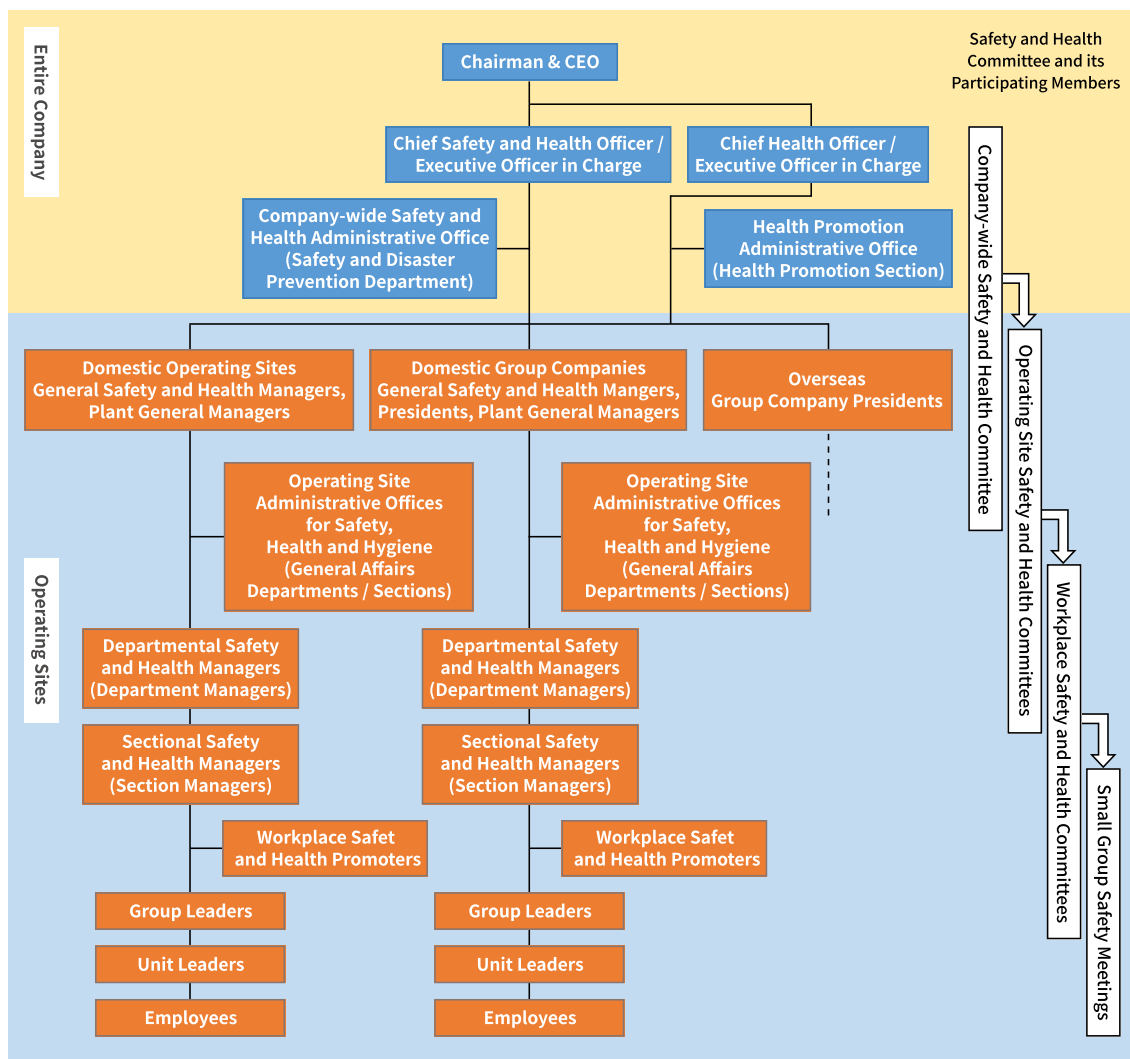 Entire Company
Chairman & CEO
Safety and Health
Committee and its
Participating Members
Chief Safety and Health Officer /
Executive Officer in Charge
Chief Health Officer /
Executive Officer in Charge
Company-wide Safety and
Health Administrative Office
(Safety and Disaster
Prevention Department)
Health Promotion
Administrative Office
(Health Promotion Section)
Company-wide Safety and Health Committee
Operating Sites
Domestic Operating Sites
General Safety and Health Managers,
Plant General Managers
Domestic Group Companies
General Safety and Health Mangers,
Presidents, Plant General Managers
Overseas
Group Company Presidents
Operating Site Safety and Health Committees
Operating Site
Administrative Offices
for Safety,
Health and Hygiene
(General Affairs
Departments / Sections)
Operating Site
Administrative Offices
for Safety,
Health and Hygiene
(General Affairs
Departments / Sections)
Workplace Safety and Health Committees
Departmental Safety
and Health Managers
(Department Managers)
Departmental Safety
and Health Managers
(Department Managers)
Sectional Safety
and Health Managers
(Section Managers)
Sectional Safety
and Health Managers
(Section Managers)
Small Group Safety Meetings
Workplace Safet
and Health Promoters
Workplace Safet
and Health Promoters
Group Leaders
Group Leaders
Unit Leaders
Unit Leaders
Employees
Employees